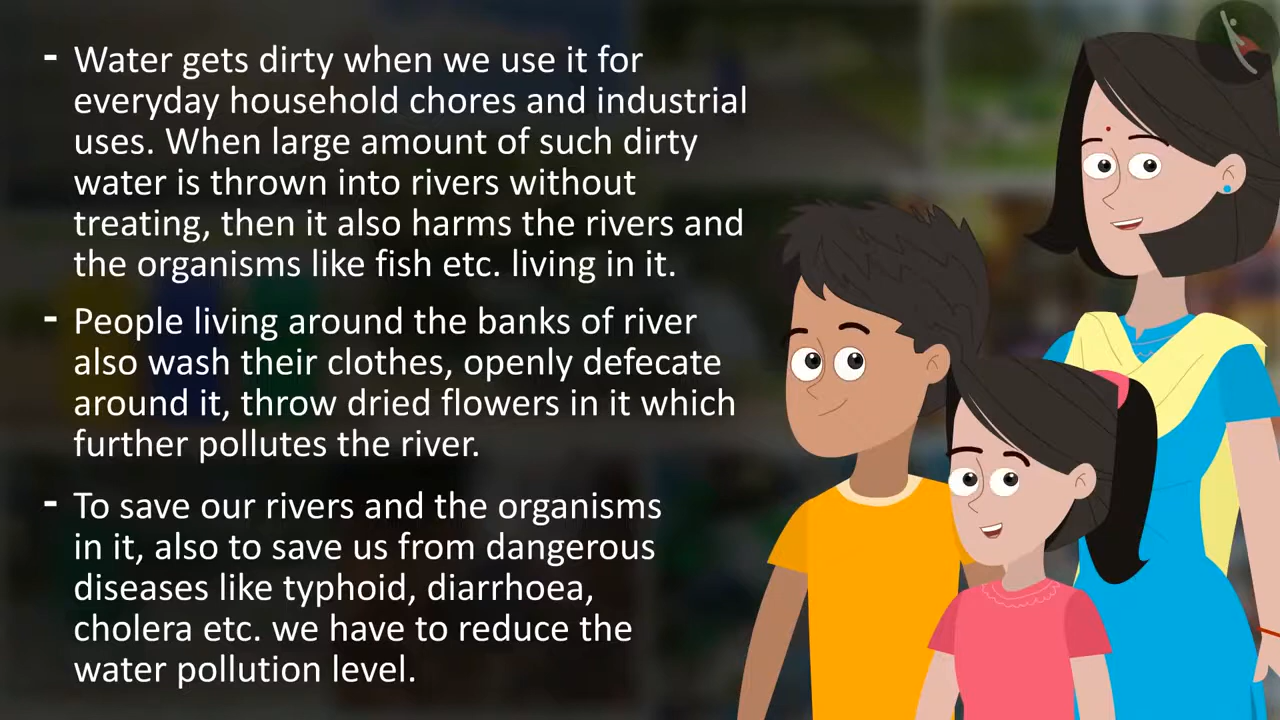 - Water gets dirty when we use it for
everyday household chores and industrial
uses. When large amount of such dirty
water is thrown into rivers without
treating, then it also harms the rivers and
the organisms like fish etc. living in it.
- People living around the banks of river
also wash their clothes, openly defecate
around it, throw dried flowers in it which
further pollutes the river.
- To save our rivers and the organisms
in it, also to save us from dangerous
diseases like typhoid, diarrhoea,
cholera etc. we have to reduce the
water pollution level.